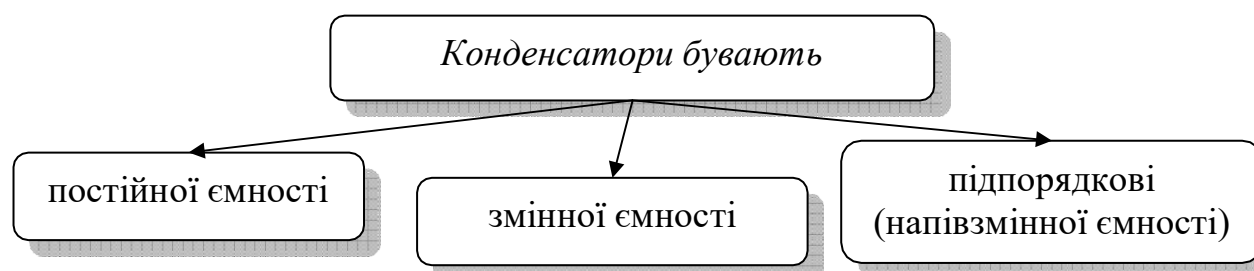 Конденсатори бувають
постійної ємності
змінної ємності
підпорядкові
(напівзмінної ємності)